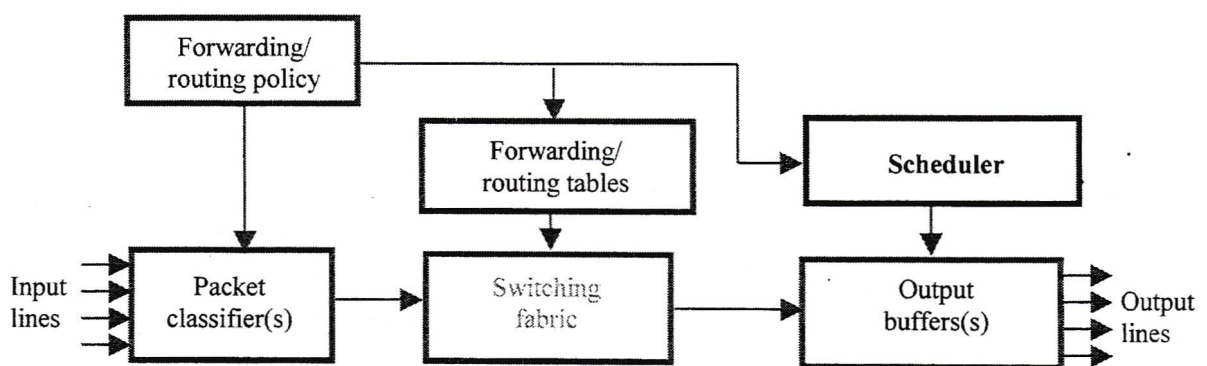 Forwarding/
routing policy
Forwarding/
routing tables
Scheduler
Input
lines
Packet
classifier(s)
Switching
fabric
Output
buffers(s)
Output
lines